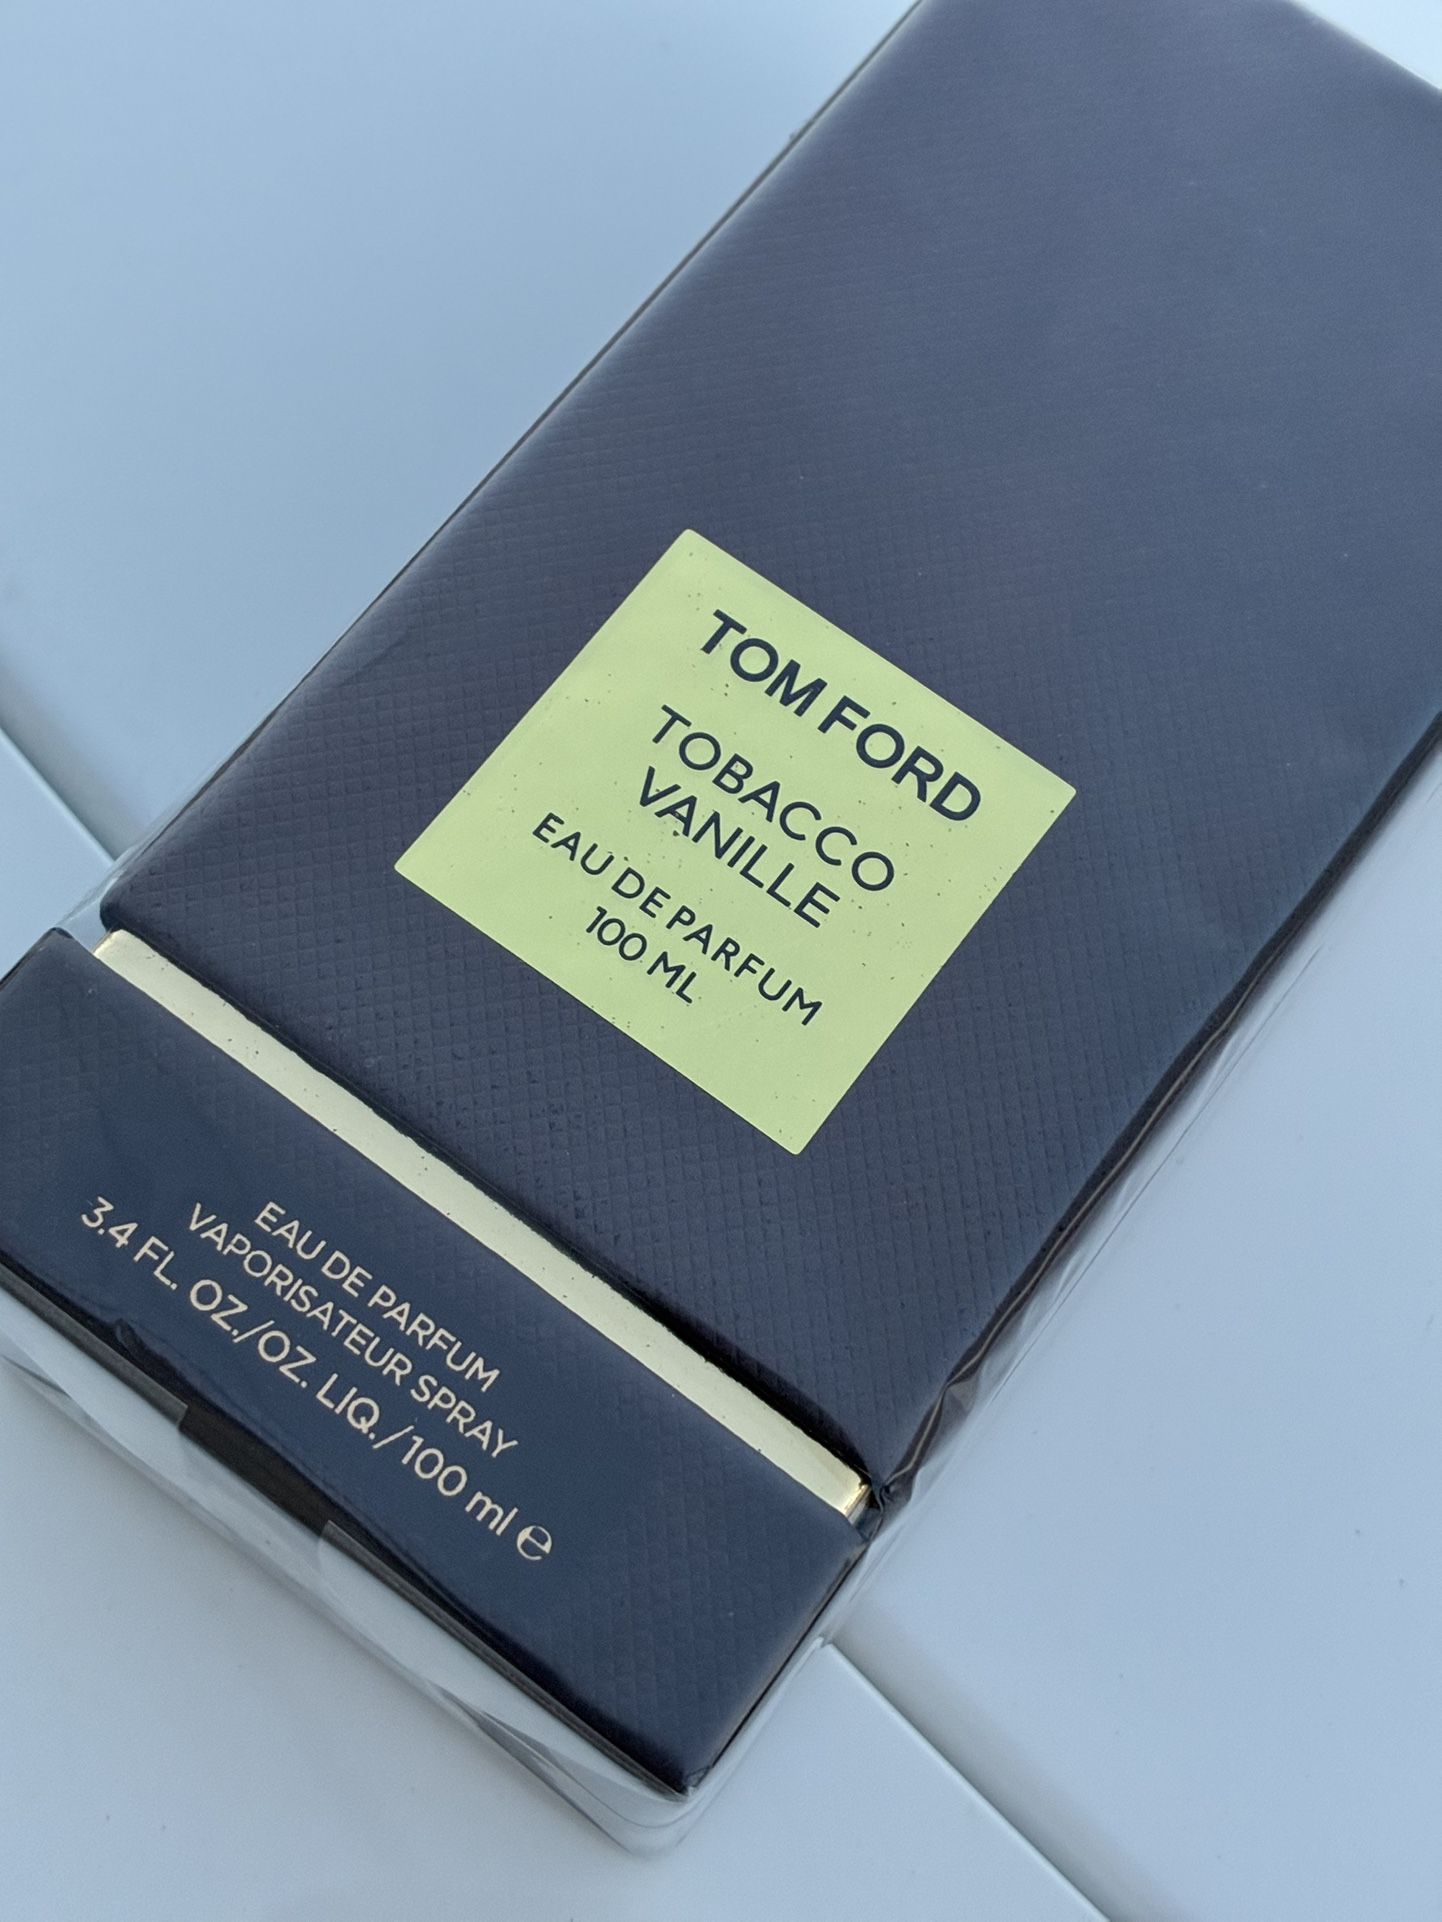 TOM FORD
TOBACCO
VANILLE
EAU DE PARFUM
100 ML
EAU DE PARFUM
VAPORISATEUR SPRAY
3.4 FL. OZ./OZ. LIQ./100 ml ℮